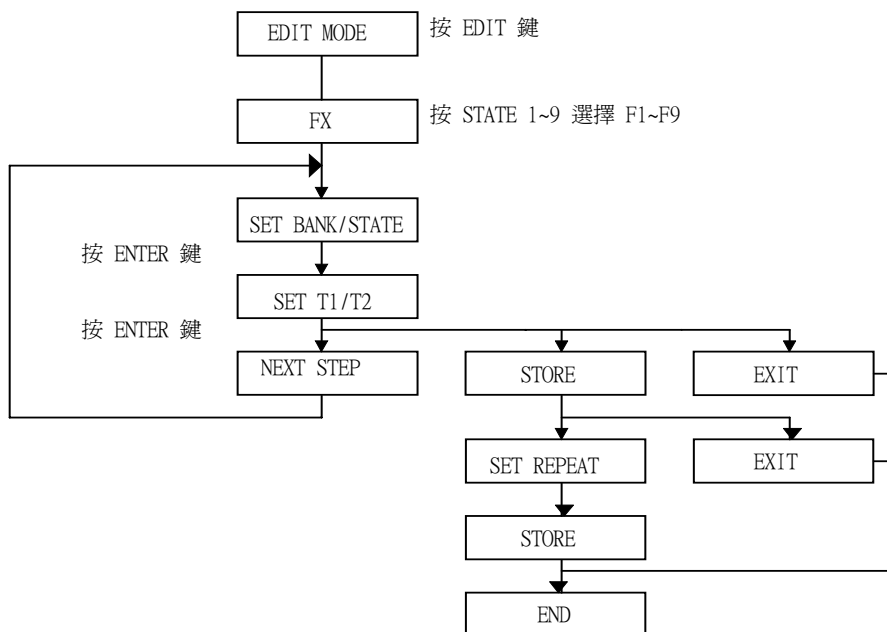 EDIT MODE
按 EDIT 鍵
FX
按 STATE 1~9 選擇 F1~F9
SET BANK/STATE
按 ENTER 鍵
SET T1/T2
按 ENTER 鍵
NEXT STEP
STORE
EXIT
SET REPEAT
EXIT
STORE
END